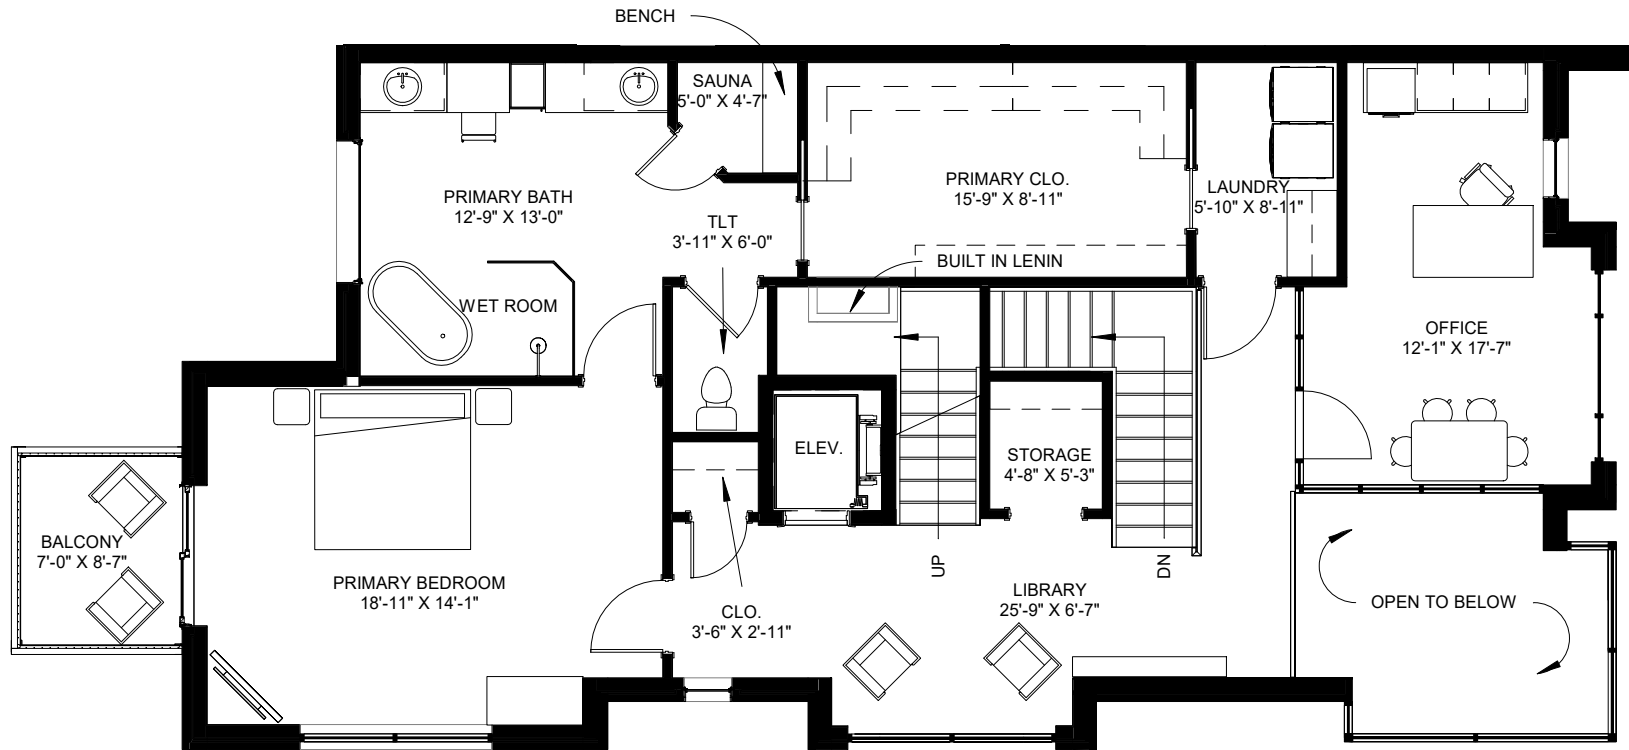 BENCH
SAUNA
5'-0" X 4'-7"
PRIMARY BATH
12'-9" X 13'-0"
PRIMARY CLO.
15'-9" X 8'-11"
LAUNDRY
5'-10" X 8'-11"
TLT
3'-11" X 6'-0"
BUILT IN LENIN
WET ROOM
OFFICE
12'-1" X 17'-7"
ELEV.
STORAGE
4'-8" X 5'-3"
BALCONY
7'-0" X 8'-7"
PRIMARY BEDROOM
18'-11" X 14'-1"
UP
DN
LIBRARY
25'-9" X 6'-7"
CLO.
3'-6" X 2'-11"
OPEN TO BELOW